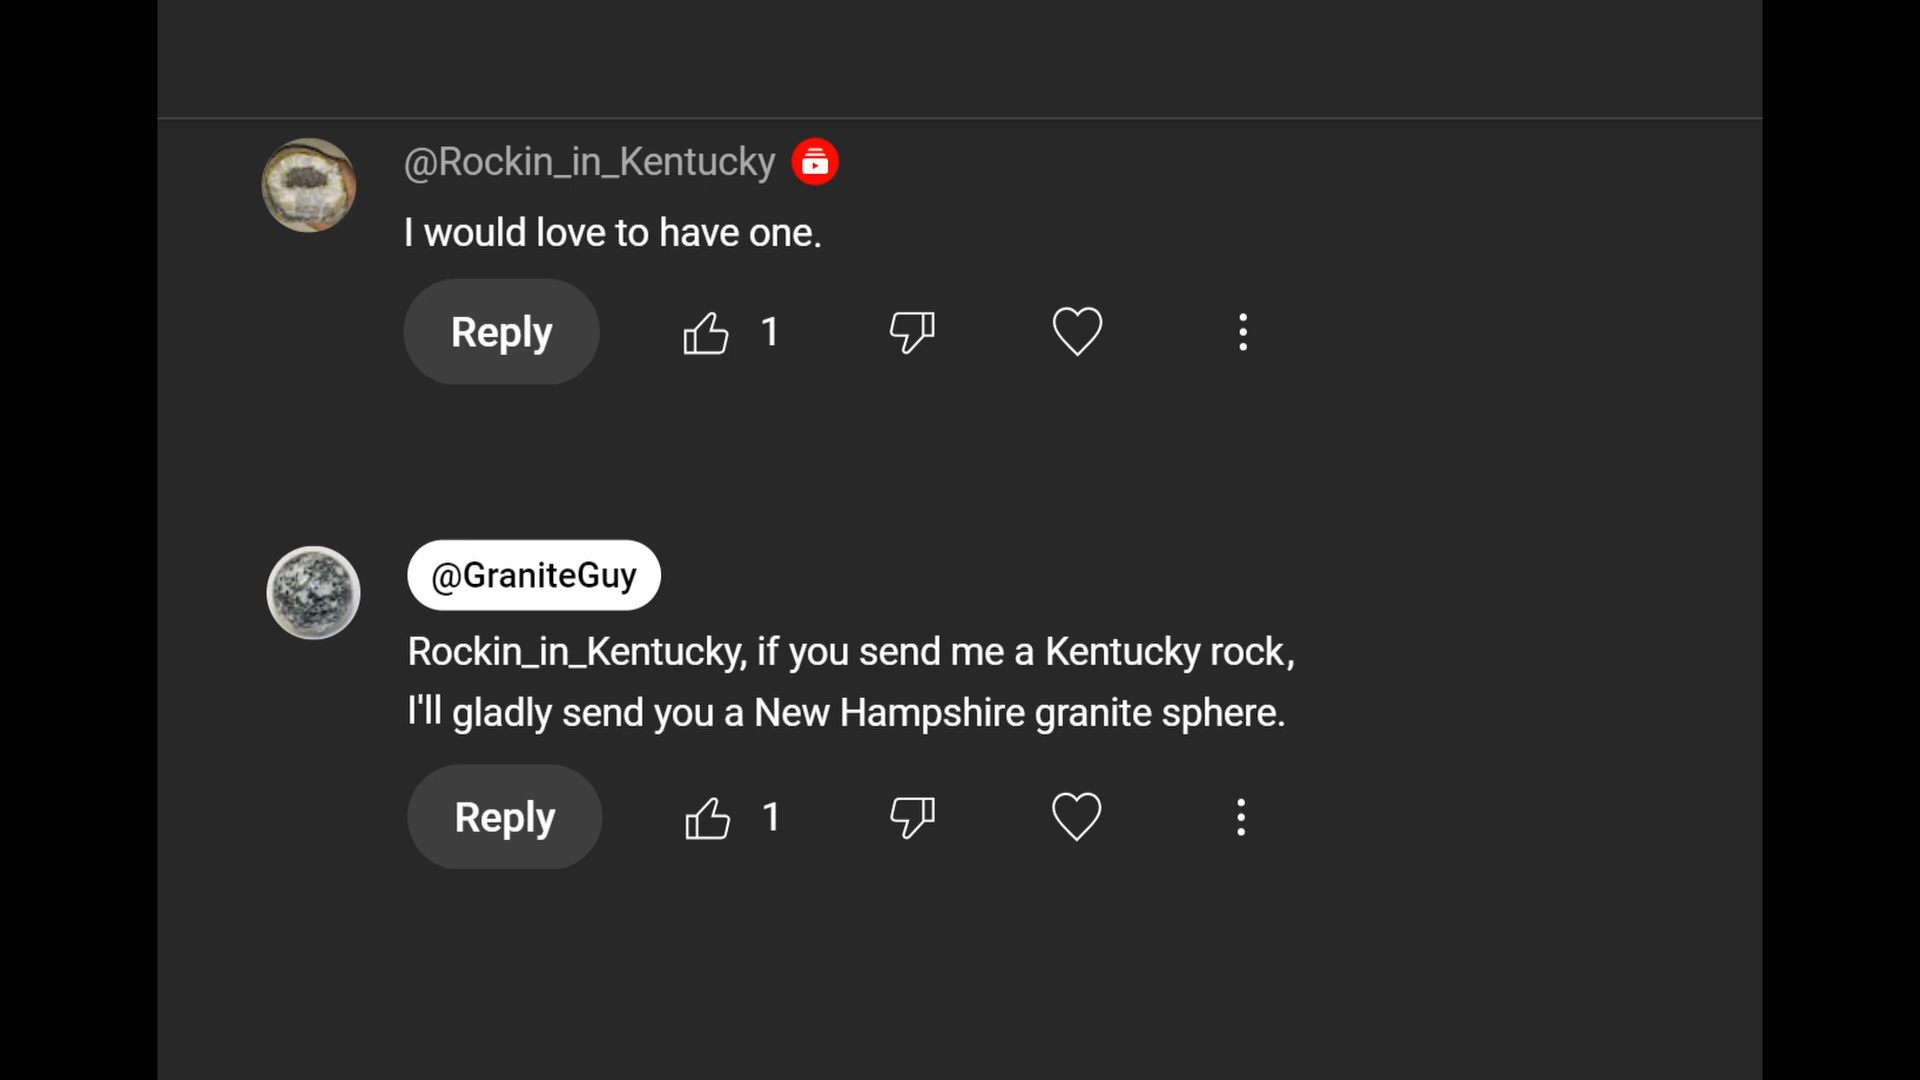 @Rockin_in_Kentucky
I would love to have one.
Reply 1
@GraniteGuy
Rockin_in_Kentucky, if you send me a Kentucky rock,
I'll gladly send you a New Hampshire granite sphere.
Reply 1